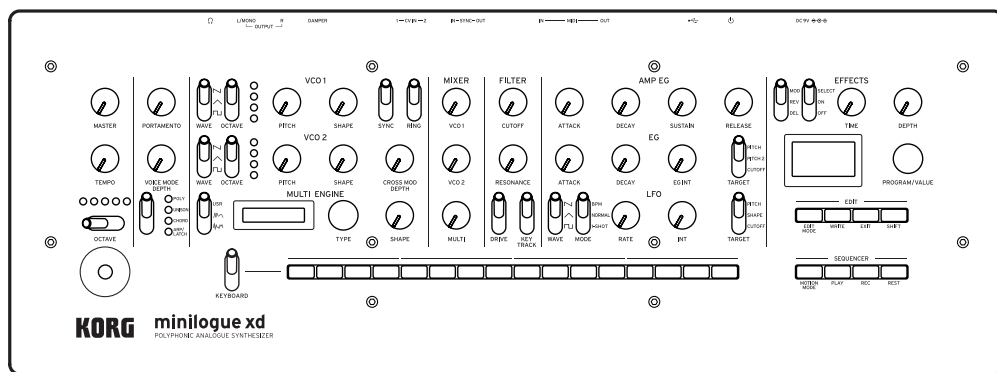 L/MONO R DAMPER 1 CV IN 2 IN SYNC OUT IN MIDI OUT DC 9V
OUTPUT
VCO 1 MIXER FILTER AMP EG EFFECTS
MOD SELECT
REV ON
DEL OFF
MASTER PORTAMENTO WAVE OCTAVE PITCH SHAPE SYNC RING VCO 1 CUTOFF ATTACK DECAY SUSTAIN RELEASE TIME DEPTH
VCO 2 EG
PITCH
PITCH 2
CUTOFF
TEMPO VOICE MODE DEPTH WAVE OCTAVE PITCH SHAPE CROSS MOD DEPTH VCO 2 RESONANCE ATTACK DECAY EG INT TARGET PROGRAM/VALUE
MULTI ENGINE LFO
POLY
UNISON
CHORD
ARP/
LATCH
USR
BPM
NORMAL
1-SHOT
PITCH
SHAPE
CUTOFF
OCTAVE TYPE SHAPE MULTI DRIVE KEY TRACK WAVE MODE RATE INT TARGET
EDIT
EDIT MODE WRITE EXIT SHIFT
KEYBOARD
SEQUENCER
MOTION MODE PLAY REC REST
KORG minilogue xd
POLYPHONIC ANALOGUE SYNTHESIZER